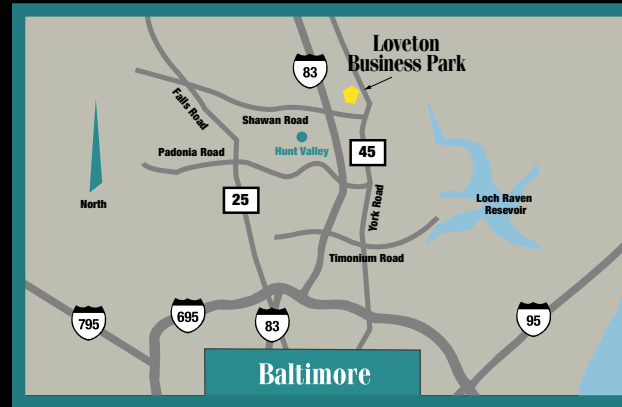 Loveton
Business Park
83
Falls Road
Shawan Road
Hunt Valley
45
Padonia Road
25
North
York Road
Loch Raven
Resevoir
Timonium Road
795
695
83
95
Baltimore